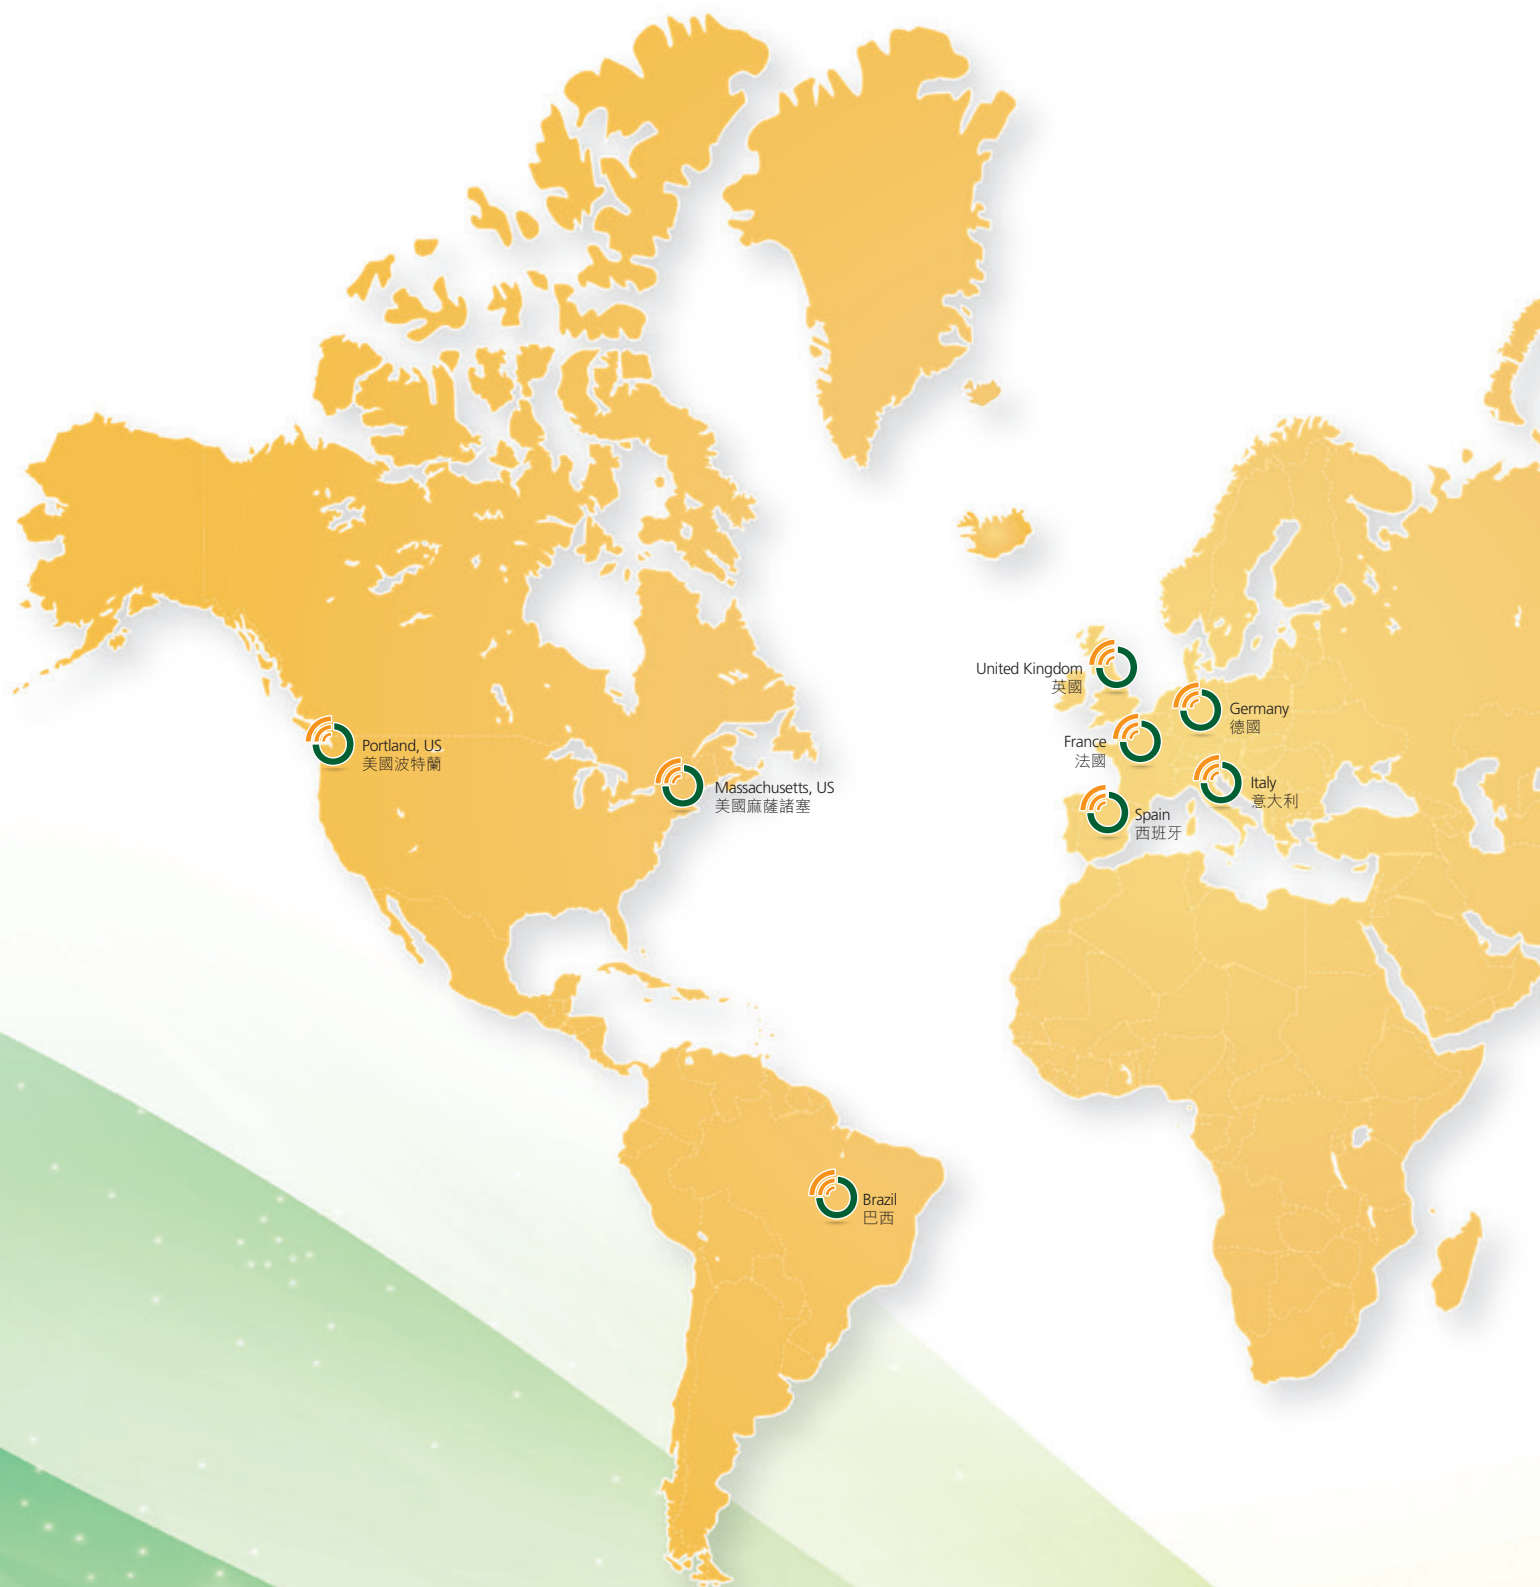 United Kingdom
英國
Germany
德國
France
法國
Portland, US
美國波特蘭
Massachusetts, US
美國麻薩諸塞
Italy
意大利
Spain
西班牙
Brazil
巴西